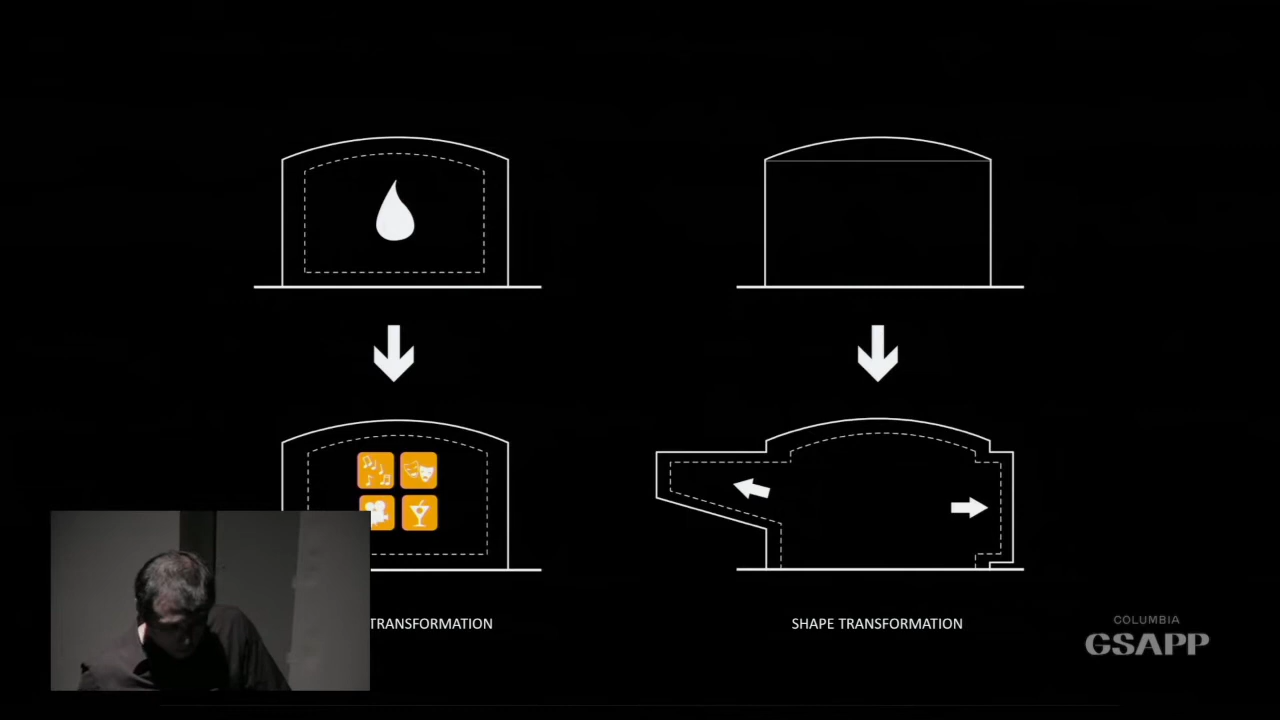 TRANSFORMATION
SHAPE TRANSFORMATION
COLUMBIA
GSAPP